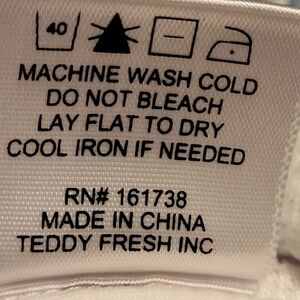 40
MACHINE WASH COLD
DO NOT BLEACH
LAY FLAT TO DRY
COOL IRON IF NEEDED
RN# 161738
MADE IN CHINA
TEDDY FRESH INC